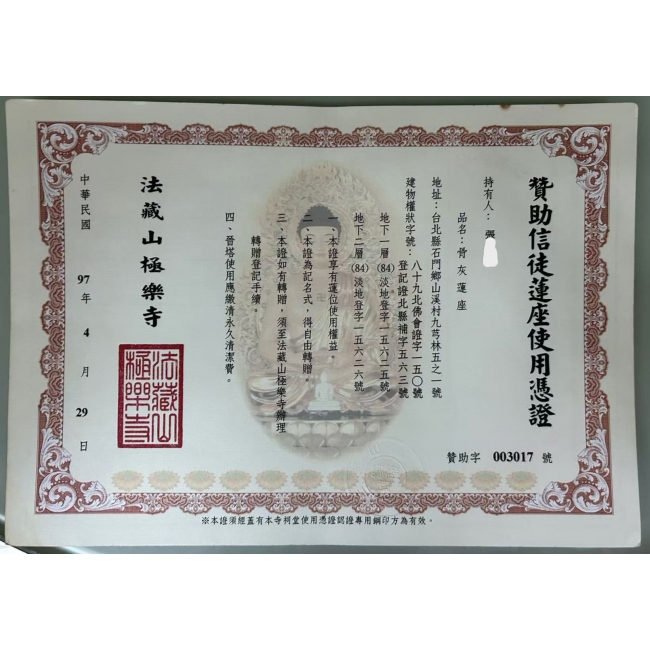 贊助信徒蓮座使用憑證
持有人：張
品名：骨灰蓮座
地址：台北縣石門鄉山溪村九芎林五之一號
建物權狀字號：八十九北佛會證字一五〇號
登記證北縣補字五六三號
地下一層(84)淡地登字一五六二五號
地下二層(84)淡地登字一五六二六號
一、本證享有蓮位使用權益。
二、本證為記名式，得自由轉贈。
三、本證如有轉贈，須至法藏山極樂寺辦理
轉贈登記手續。
四、晉塔使用應繳清永久清潔費。
法藏山極樂寺
法藏山極樂寺
中華民國 97 年 4 月 29 日
贊助字 003017 號
※本證須經蓋有本寺祠堂使用憑證認證專用鋼印方為有效。